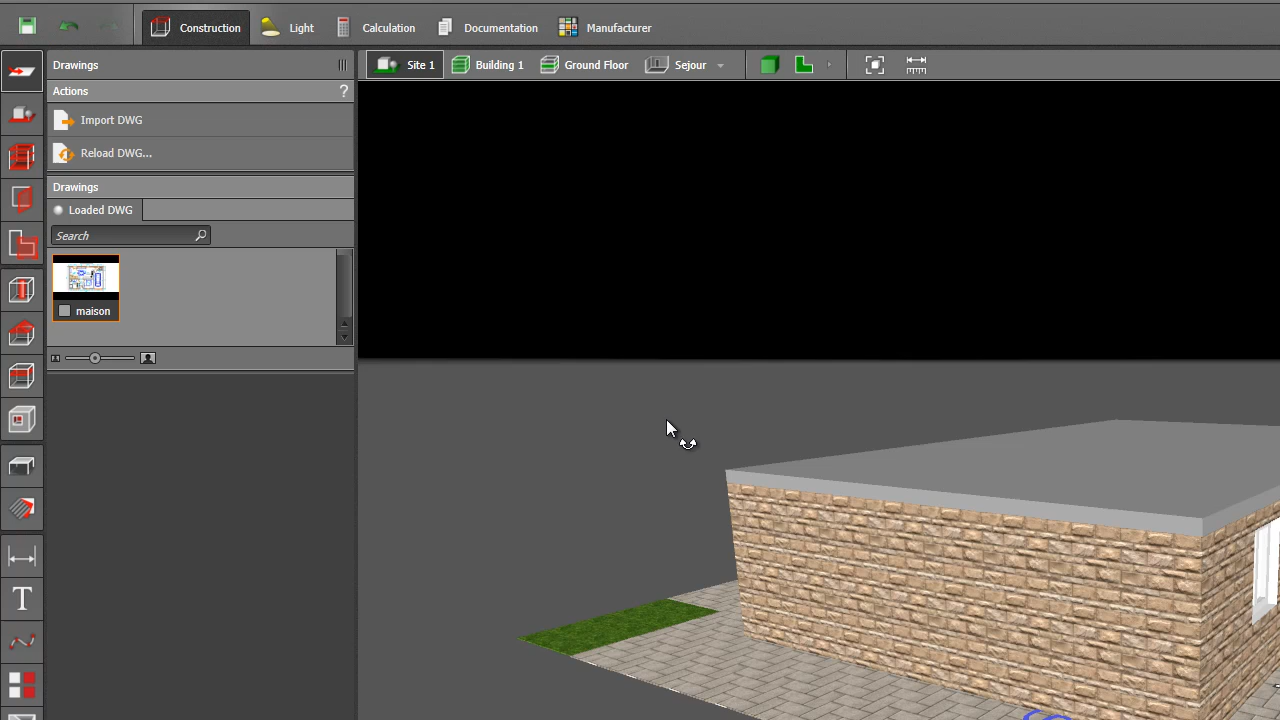 Construction Light Calculation Documentation Manufacturer
Drawings
Site 1 Building 1 Ground Floor Sejour
Actions ?
Import DWG
Reload DWG...
Drawings
Loaded DWG
Search
maison
T